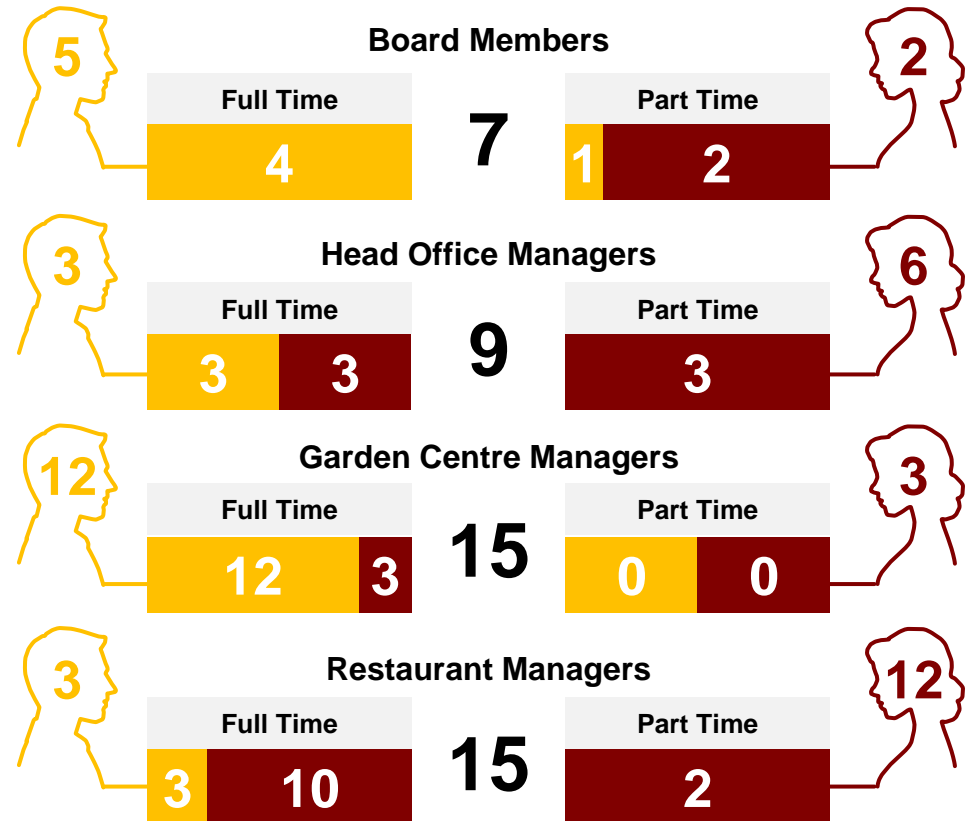 Board Members
5
2
Full Time
7
Part Time
4
1 2
Head Office Managers
3
6
Full Time
9
Part Time
3 3
3
Garden Centre Managers
12
3
Full Time
15
Part Time
12 3
0 0
Restaurant Managers
3
12
Full Time
15
Part Time
3 10
2